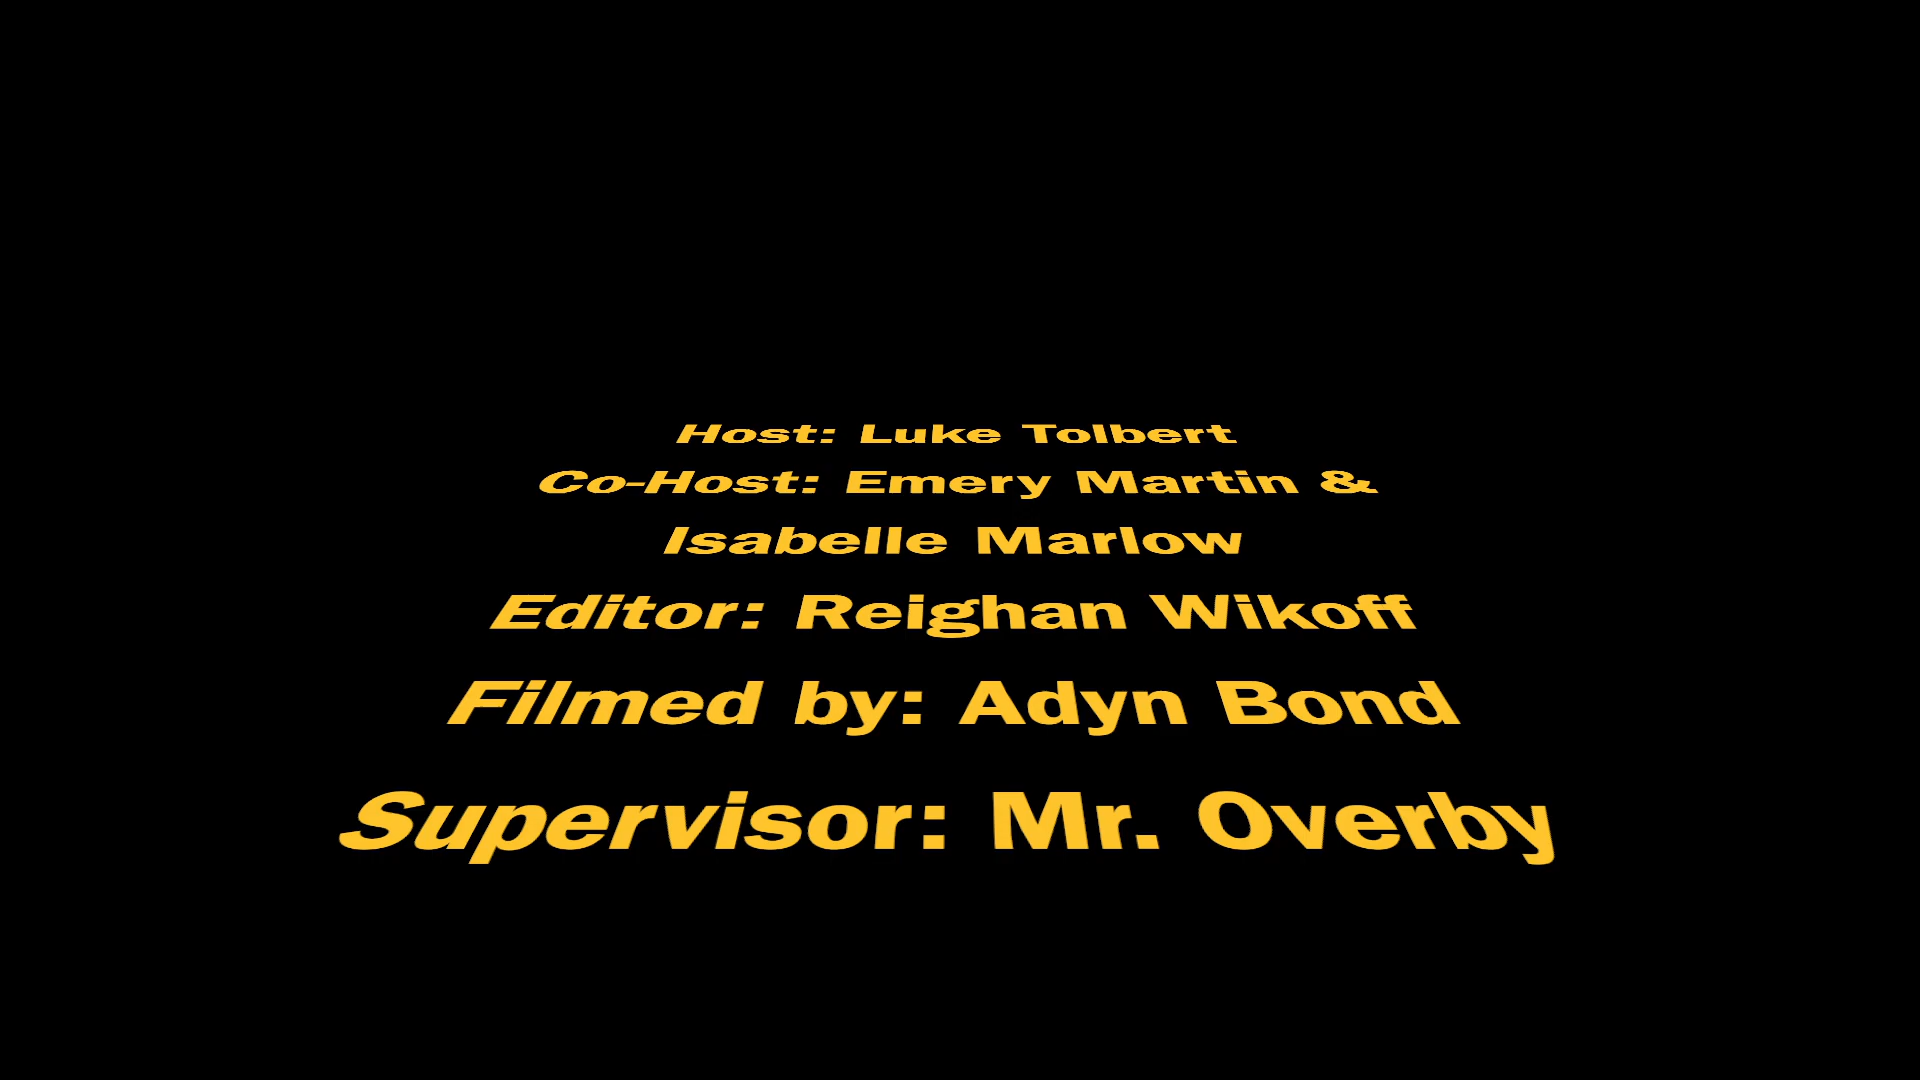 Host: Luke Tolbert
Co-Host: Emery Martin &
Isabelle Marlow
Editor: Reighan Wikoff
Filmed by: Adyn Bond
Supervisor: Mr. Overby